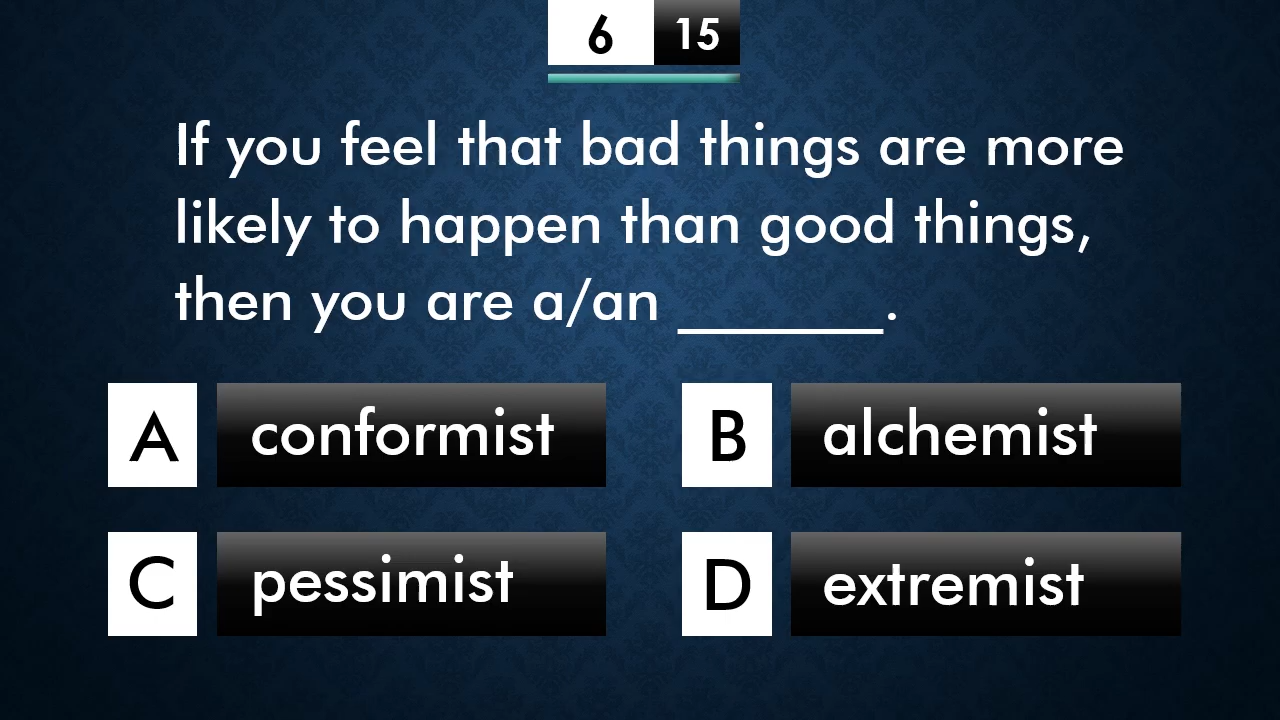 6 15
If you feel that bad things are more
likely to happen than good things,
then you are a/an _______.
A conformist
B alchemist
C pessimist
D extremist